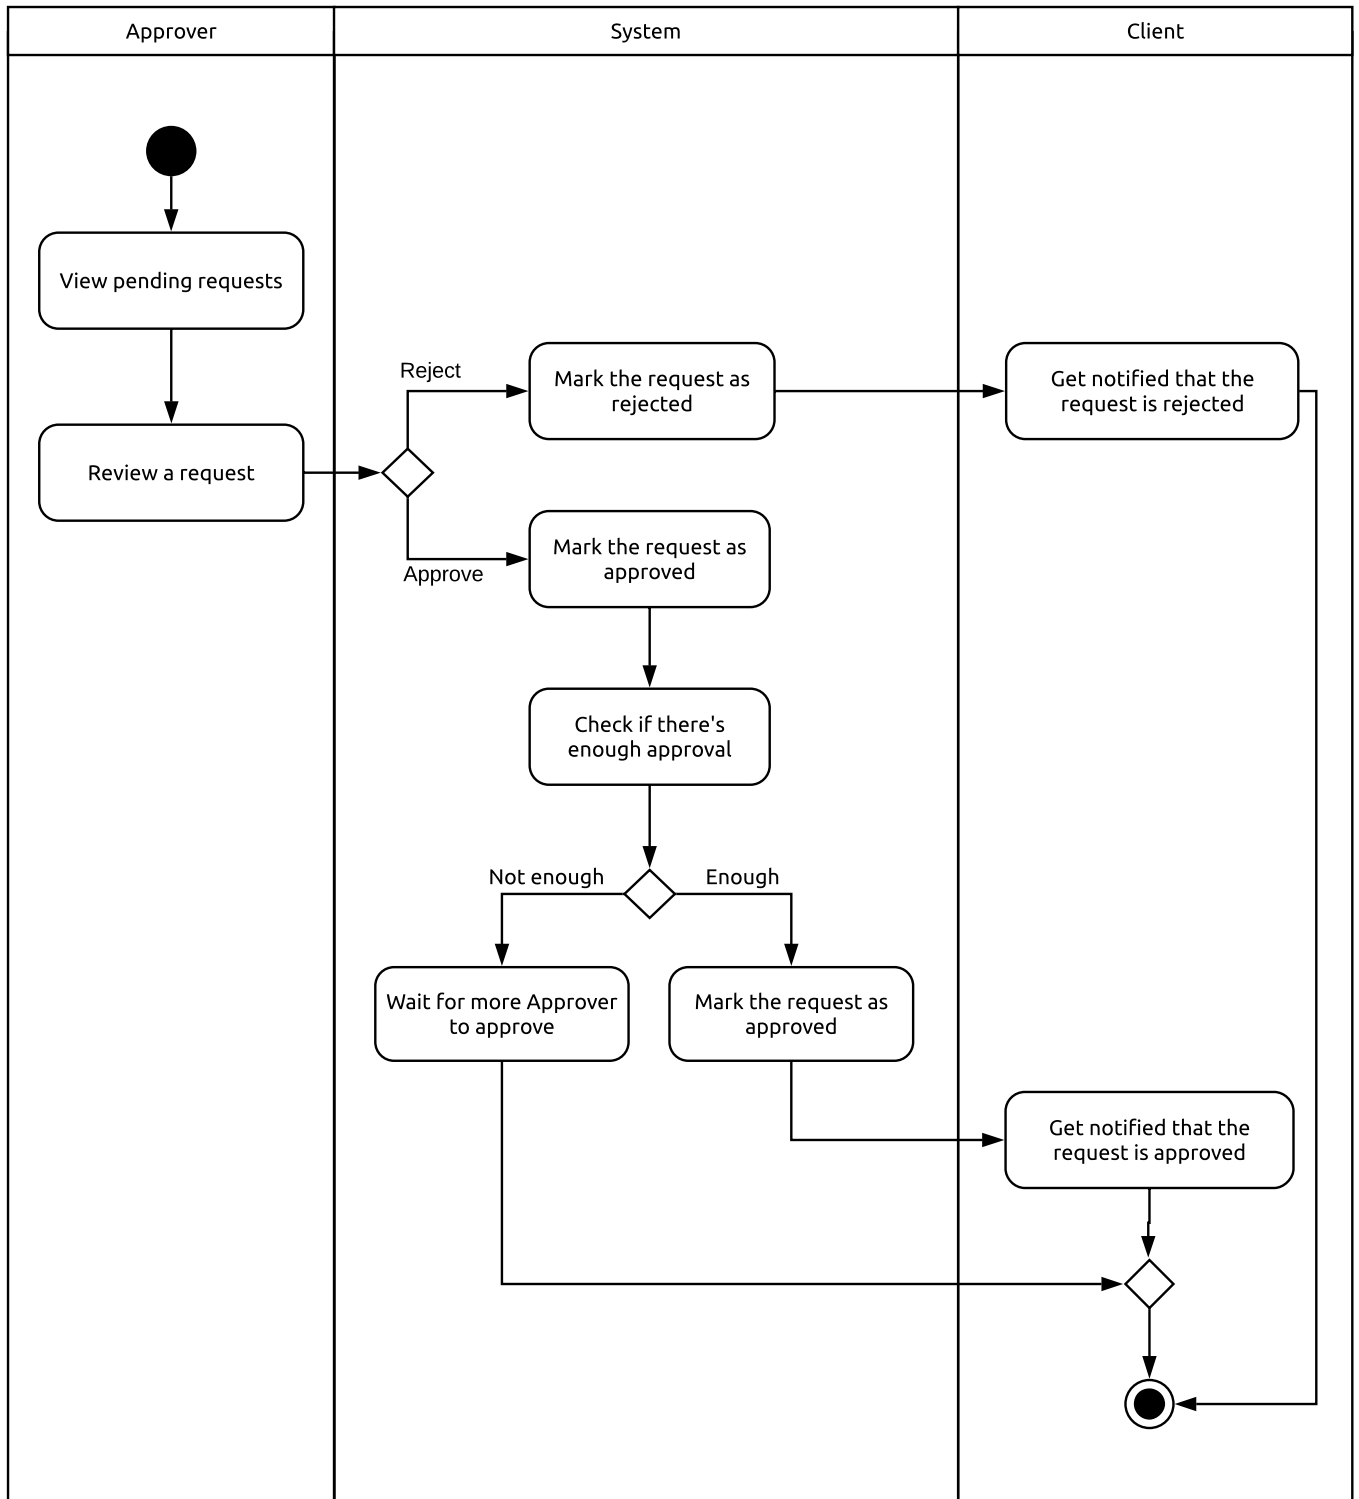 Approver
System
Client
View pending requests
Review a request
Reject
Mark the request as
rejected
Get notified that the
request is rejected
Approve
Mark the request as
approved
Check if there's
enough approval
Not enough
Enough
Wait for more Approver
to approve
Mark the request as
approved
Get notified that the
request is approved